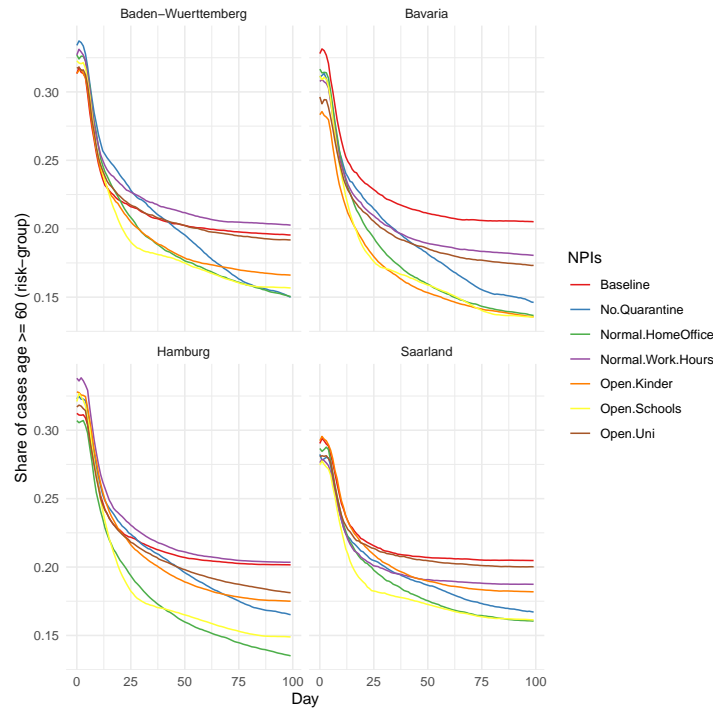 Baden−Wuerttemberg
Bavaria
0.30
0.25
0.20
0.15
Hamburg
Saarland
0.30
0.25
0.20
0.15
0
25
50
75
100
0
25
50
75
100
Day
Share of cases age >= 60 (risk−group)
NPIs
Baseline
No.Quarantine
Normal.HomeOffice
Normal.Work.Hours
Open.Kinder
Open.Schools
Open.Uni